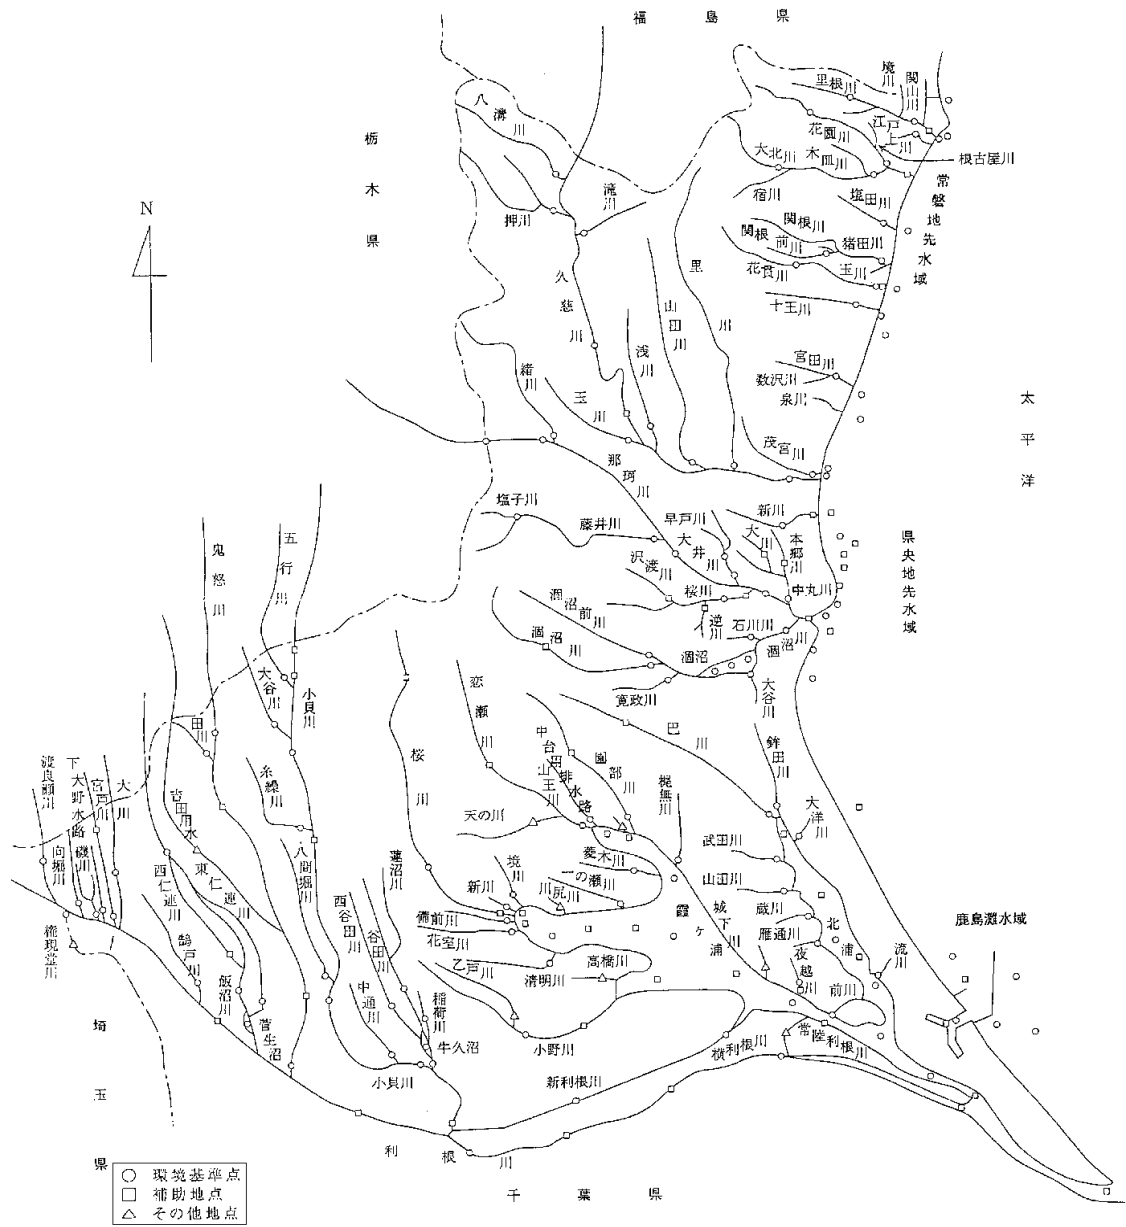 福島県
栃木県
N
八溝川
押川
滝川
久慈川
里川
山田川
浅川
玉川
緒川
里根川
境川
関山川
江戸上川
根古屋川
花園川
木皿川
大北川
宿川
塩田川
常磐地先水域
関根川
関根前川
猪田川
玉川
花貫川
十王川
宮田川
数沢川
泉川
茂宮川
太平洋
那珂川
塩子川
藤井川
早戸川
大井川
大川
新川
本郷川
中丸川
県央地先水域
沢渡川
桜川
逆川
石川川
涸沼川
涸沼前川
涸沼川
涸沼
寛政川
大谷川
鬼怒川
五行川
大谷川
小貝川
田川
糸繰川
八間堀川
桜川
恋瀬川
中台田排水路
山王川
園部川
梶無川
天の川
巴川
鉾田川
大洋川
武田川
山田川
蔵川
雁通川
夜越川
北浦
流川
前川
鹿島灘水域
渡良瀬川
下大野水路
宮戸川
大川
向堀川
磯川
権現堂川
吉田用水
西仁連川
東仁連川
鵠戸川
飯沼川
菅生沼
西谷田川
谷田川
蓮沼川
中通川
稲荷川
牛久沼
小貝川
境川
新川
備前川
花室川
乙戸川
清明川
高橋川
菱木川
一の瀬川
川尻川
霞ヶ浦
城下川
小野川
新利根川
横利根川
常陸利根川
利根川
埼玉県
千葉県
○ 環境基準点
□ 補助地点
△ その他地点